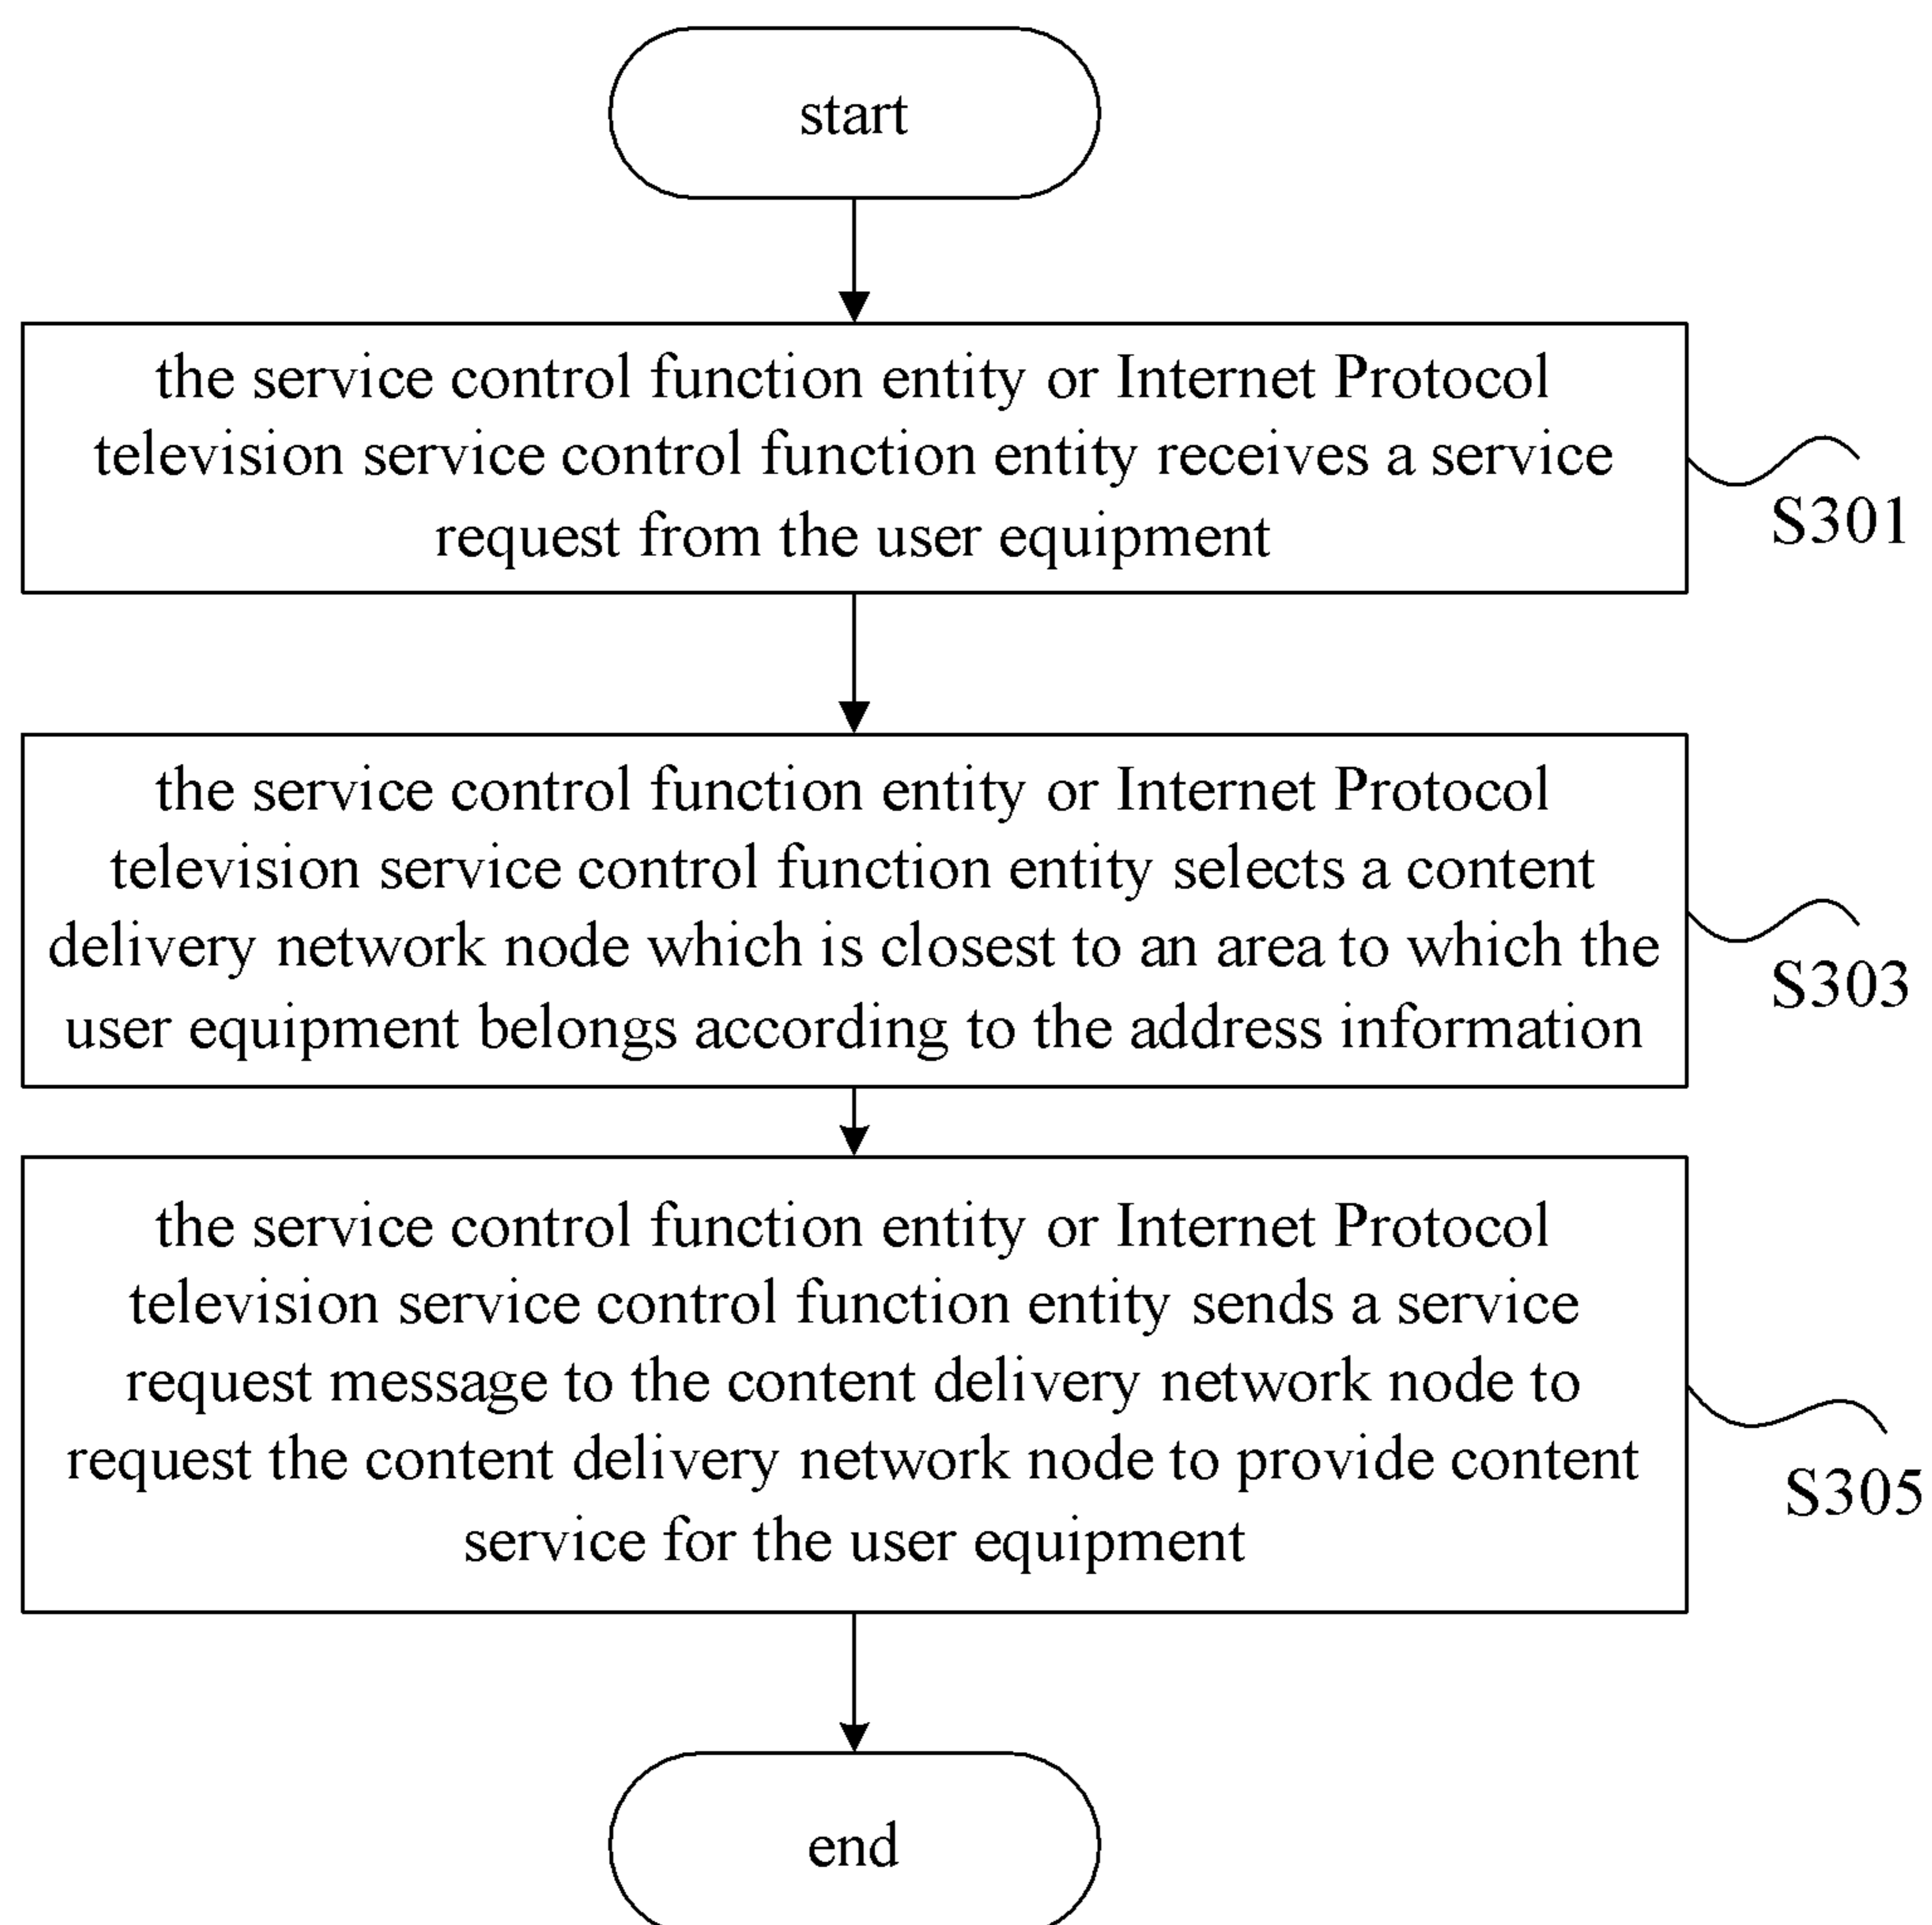 start
the service control function entity or Internet Protocol
television service control function entity receives a service
request from the user equipment
S301
the service control function entity or Internet Protocol
television service control function entity selects a content
delivery network node which is closest to an area to which the
user equipment belongs according to the address information
S303
the service control function entity or Internet Protocol
television service control function entity sends a service
request message to the content delivery network node to
request the content delivery network node to provide content
service for the user equipment
S305
end